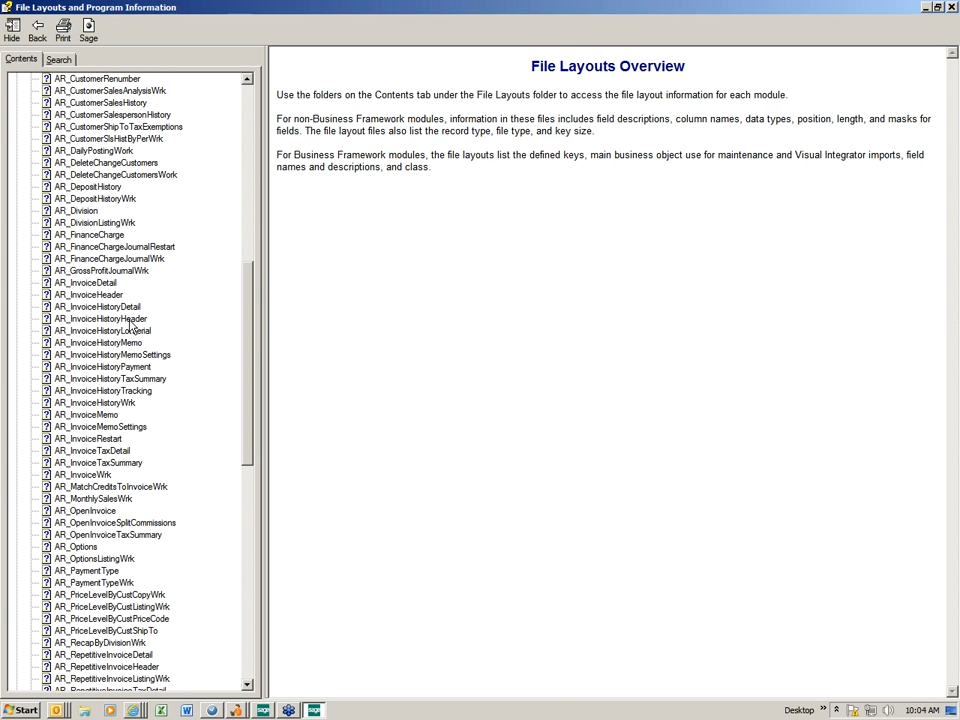 File Layouts and Program Information
Hide Back Print Sage
Contents Search
AR_CustomerRenumber
AR_CustomerSalesAnalysisWrk
AR_CustomerSalesHistory
AR_CustomerSalespersonHistory
AR_CustomerShipToTaxExemptions
AR_CustomerSlsHistByPerWrk
AR_DailyPostingWork
AR_DeleteChangeCustomers
AR_DeleteChangeCustomersWork
AR_DepositHistory
AR_DepositHistoryWrk
AR_Division
AR_DivisionListingWrk
AR_FinanceCharge
AR_FinanceChargeJournalRestart
AR_FinanceChargeJournalWrk
AR_GrossProfitJournalWrk
AR_InvoiceDetail
AR_InvoiceHeader
AR_InvoiceHistoryDetail
AR_InvoiceHistoryHeader
AR_InvoiceHistoryLotSerial
AR_InvoiceHistoryMemo
AR_InvoiceHistoryMemoSettings
AR_InvoiceHistoryPayment
AR_InvoiceHistoryTaxSummary
AR_InvoiceHistoryTracking
AR_InvoiceHistoryWrk
AR_InvoiceMemo
AR_InvoiceMemoSettings
AR_InvoiceRestart
AR_InvoiceTaxDetail
AR_InvoiceTaxSummary
AR_InvoiceWrk
AR_MatchCreditsToInvoiceWrk
AR_MonthlySalesWrk
AR_OpenInvoice
AR_OpenInvoiceSplitCommissions
AR_OpenInvoiceTaxSummary
AR_Options
AR_OptionsListingWrk
AR_PaymentType
AR_PaymentTypeWrk
AR_PriceLevelByCustCopyWrk
AR_PriceLevelByCustListingWrk
AR_PriceLevelByCustPriceCode
AR_PriceLevelByCustShipTo
AR_RecapByDivisionWrk
AR_RepetitiveInvoiceDetail
AR_RepetitiveInvoiceHeader
AR_RepetitiveInvoiceListingWrk
AR_RepetitiveInvoiceTaxDetail
File Layouts Overview
Use the folders on the Contents tab under the File Layouts folder to access the file layout information for each module.
For non-Business Framework modules, information in these files includes field descriptions, column names, data types, position, length, and masks for
fields. The file layout files also list the record type, file type, and key size.
For Business Framework modules, the file layouts list the defined keys, main business object use for maintenance and Visual Integrator imports, field
names and descriptions, and class.
Start
sage
sage
Desktop »
10:04 AM